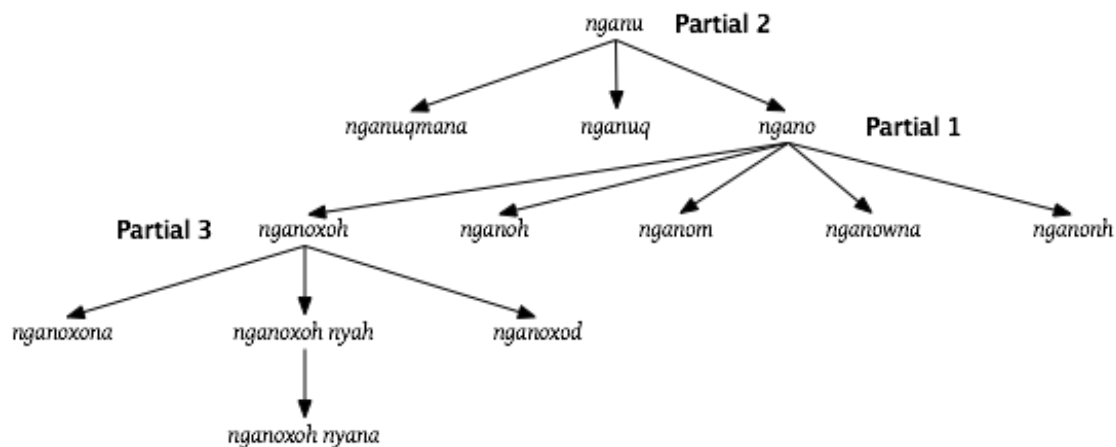 nganu Partial 2
nganuqmana nganuq ngano Partial 1
Partial 3 nganoxoh nganoh nganom nganowna nganonh
nganoxona nganoxoh nyah nganoxod
nganoxoh nyana